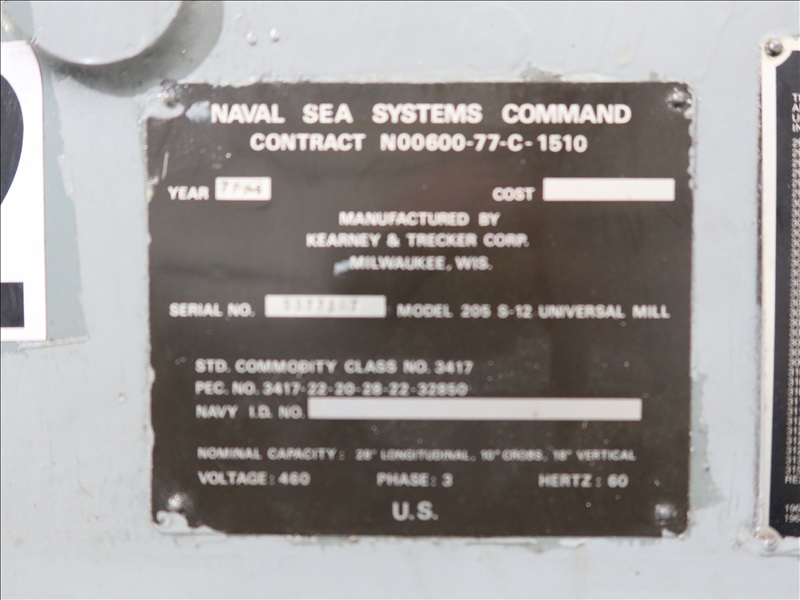 NAVAL SEA SYSTEMS COMMAND
CONTRACT N00600-77-C-1510
YEAR COST
MANUFACTURED BY
KEARNEY & TRECKER CORP.
MILWAUKEE, WIS.
SERIAL NO. MODEL 205 S-12 UNIVERSAL MILL
STD. COMMODITY CLASS NO. 3417
PEC. NO. 3417-22-20-28-22-32850
NAVY I.D. NO.
NOMINAL CAPACITY: 28" LONGITUDINAL, 10" CROSS, 18" VERTICAL
VOLTAGE: 460 PHASE: 3 HERTZ: 60
U.S.